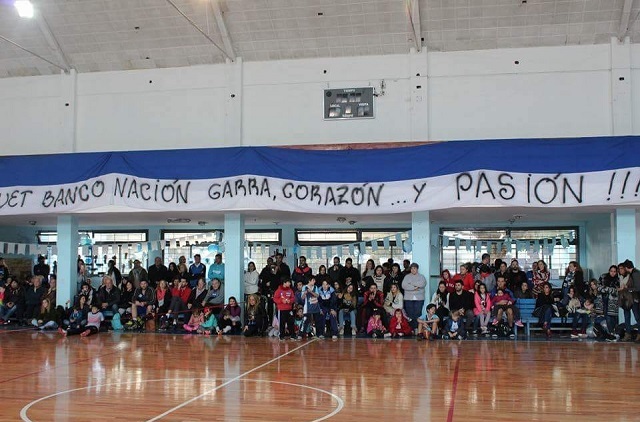 UET BANCO NACIÓN GARRA, CORAZÓN ... Y PASIÓN !!!